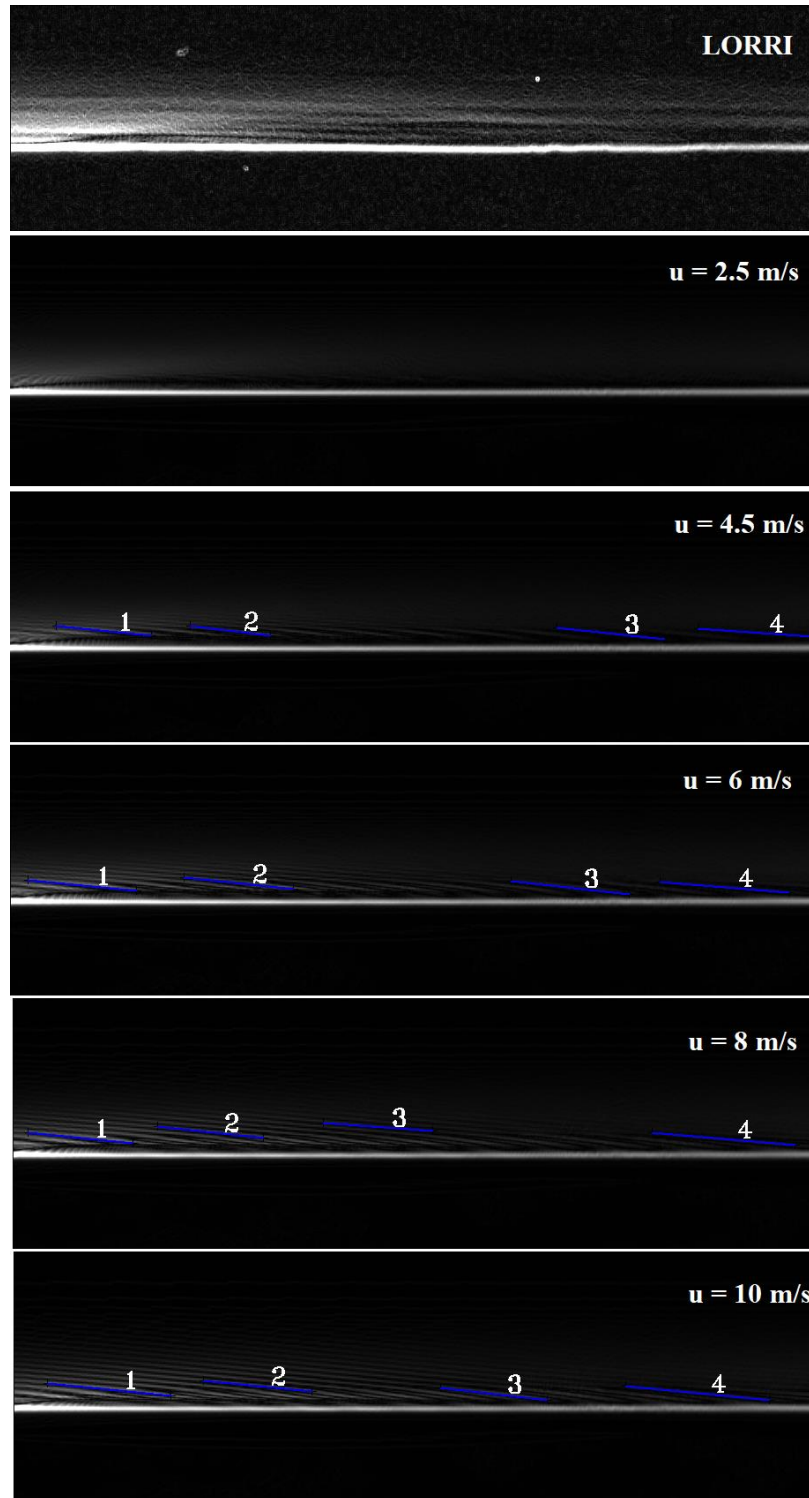 LORRI
u = 2.5 m/s
u = 4.5 m/s
1 2 3 4
u = 6 m/s
1 2 3 4
u = 8 m/s
1 2 3 4
u = 10 m/s
1 2 3 4